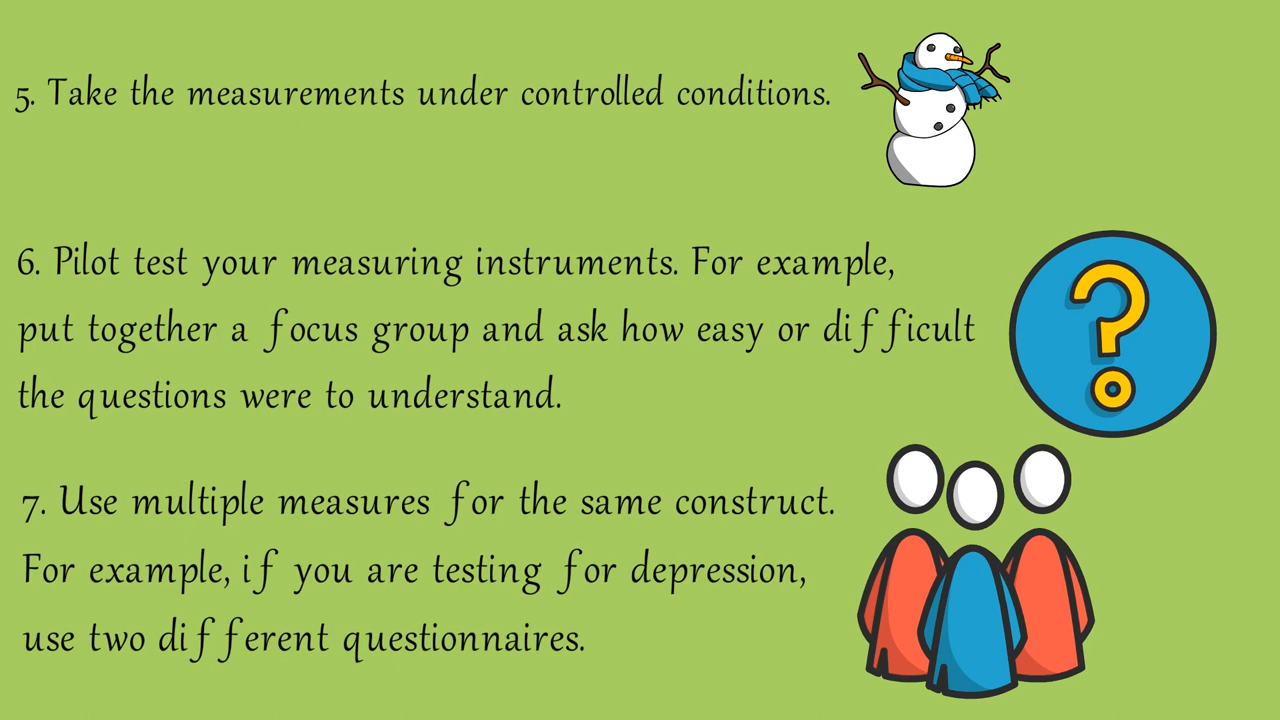 5. Take the measurements under controlled conditions.
6. Pilot test your measuring instruments. For example,
put together a focus group and ask how easy or difficult
the questions were to understand.
7. Use multiple measures for the same construct.
For example, if you are testing for depression,
use two different questionnaires.